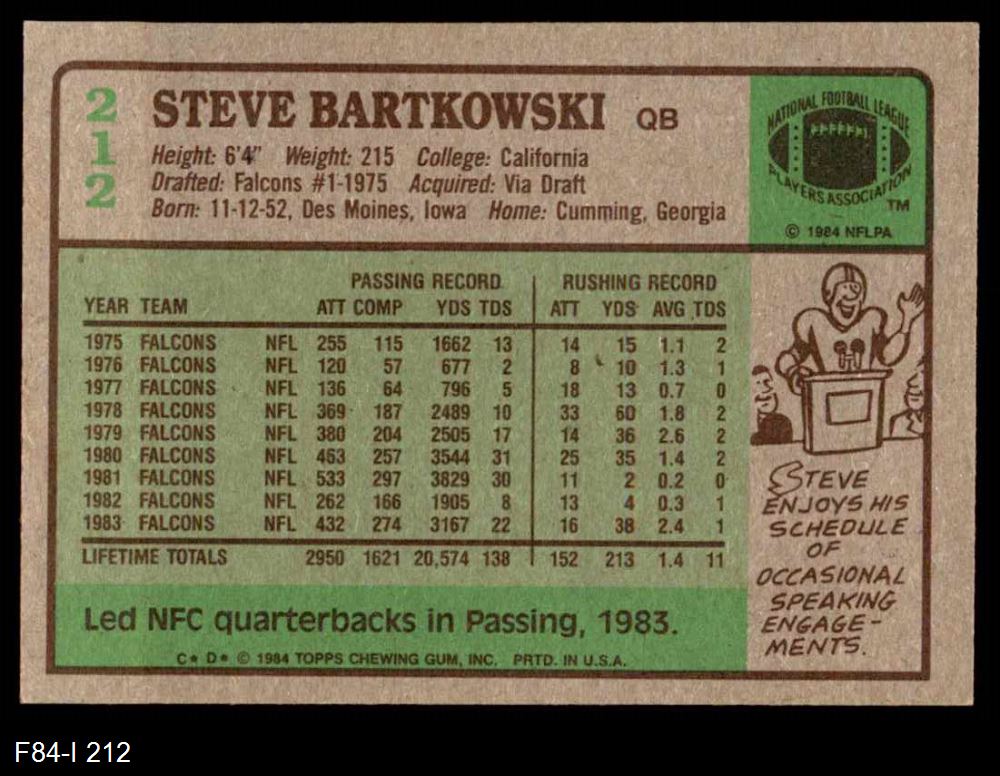 212
STEVE BARTKOWSKI QB
Height: 6'4" Weight: 215 College: California
Drafted: Falcons #1-1975 Acquired: Via Draft
Born: 11-12-52, Des Moines, Iowa Home: Cumming, Georgia
NATIONAL FOOTBALL LEAGUE
PLAYERS ASSOCIATION
TM
© 1984 NFLPA
PASSING RECORD RUSHING RECORD
YEAR TEAM ATT COMP YDS TDS ATT YDS AVG TDS
1975 FALCONS NFL 255 115 1662 13 14 15 1.1 2
1976 FALCONS NFL 120 57 677 2 8 10 1.3 1
1977 FALCONS NFL 136 64 796 5 18 13 0.7 0
1978 FALCONS NFL 369 187 2489 10 33 60 1.8 2
1979 FALCONS NFL 380 204 2505 17 14 36 2.6 2
1980 FALCONS NFL 463 257 3544 31 25 35 1.4 2
1981 FALCONS NFL 533 297 3829 30 11 2 0.2 0
1982 FALCONS NFL 262 166 1905 8 13 4 0.3 1
1983 FALCONS NFL 432 274 3167 22 16 38 2.4 1
LIFETIME TOTALS 2950 1621 20,574 138 152 213 1.4 11
Led NFC quarterbacks in Passing, 1983.
C* D* © 1984 TOPPS CHEWING GUM, INC. PRTD. IN U.S.A.
STEVE
ENJOYS HIS
SCHEDULE
OF
OCCASIONAL
SPEAKING
ENGAGE-
MENTS.
F84-I 212